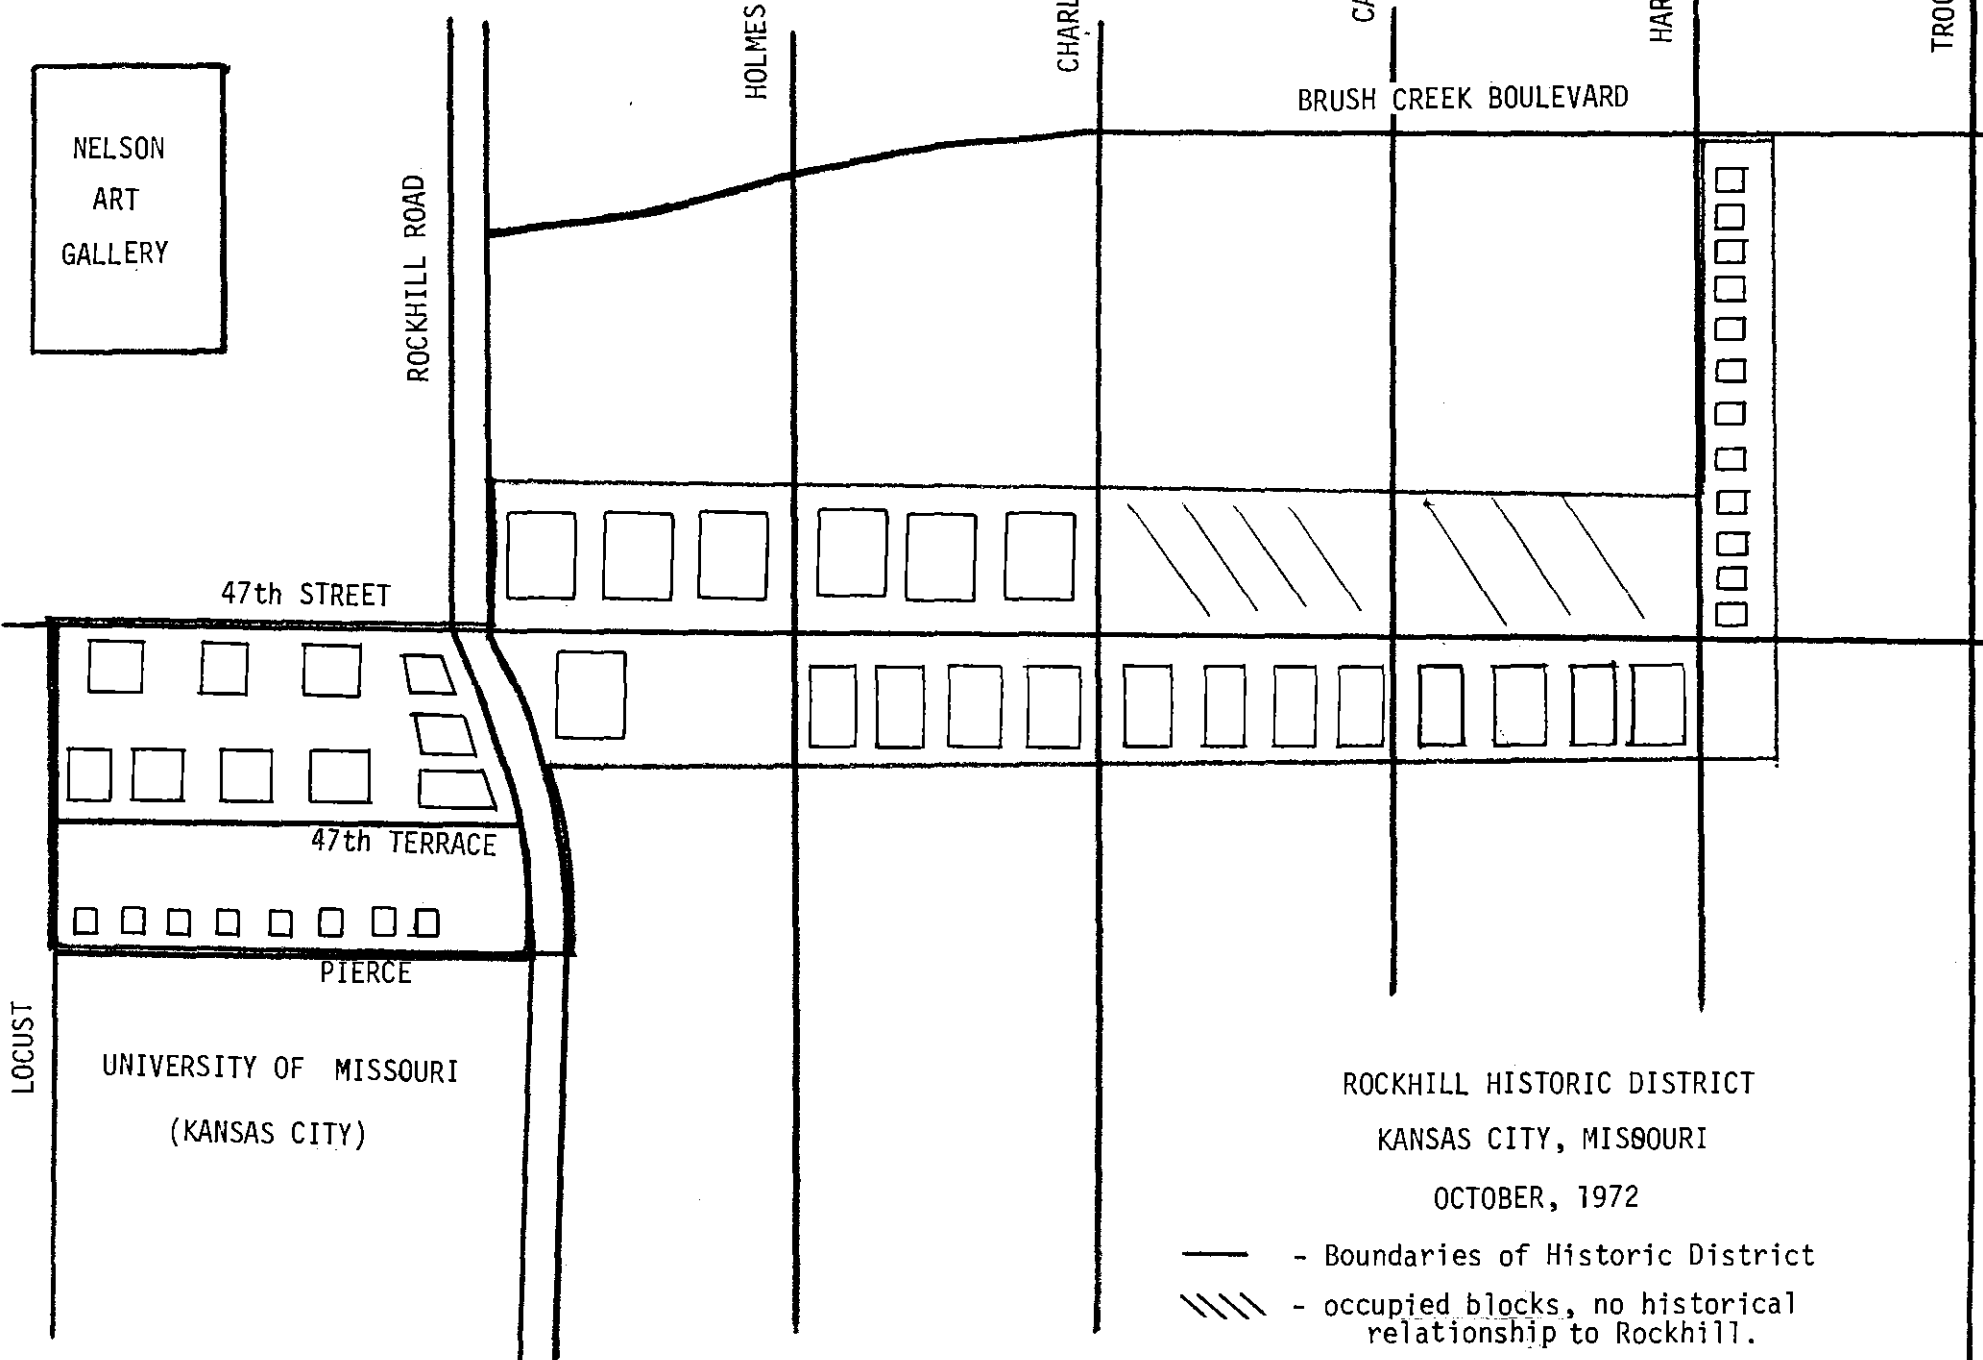 HOLMES
BRUSH CREEK BOULEVARD
NELSON
ART
GALLERY
ROCKHILL ROAD
47th STREET
47th TERRACE
PIERCE
LOCUST
UNIVERSITY OF MISSOURI
(KANSAS CITY)
ROCKHILL HISTORIC DISTRICT
KANSAS CITY, MISSOURI
OCTOBER, 1972
- Boundaries of Historic District
- occupied blocks, no historical
relationship to Rockhill.